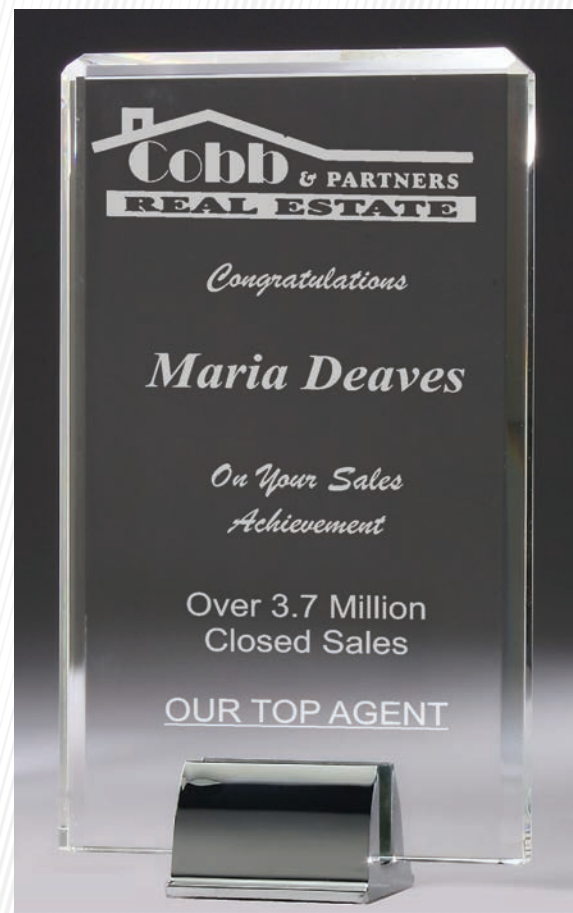 Cobb & PARTNERS
REAL ESTATE
Congratulations
Maria Deaves
On Your Sales
Achievement
Over 3.7 Million
Closed Sales
OUR TOP AGENT